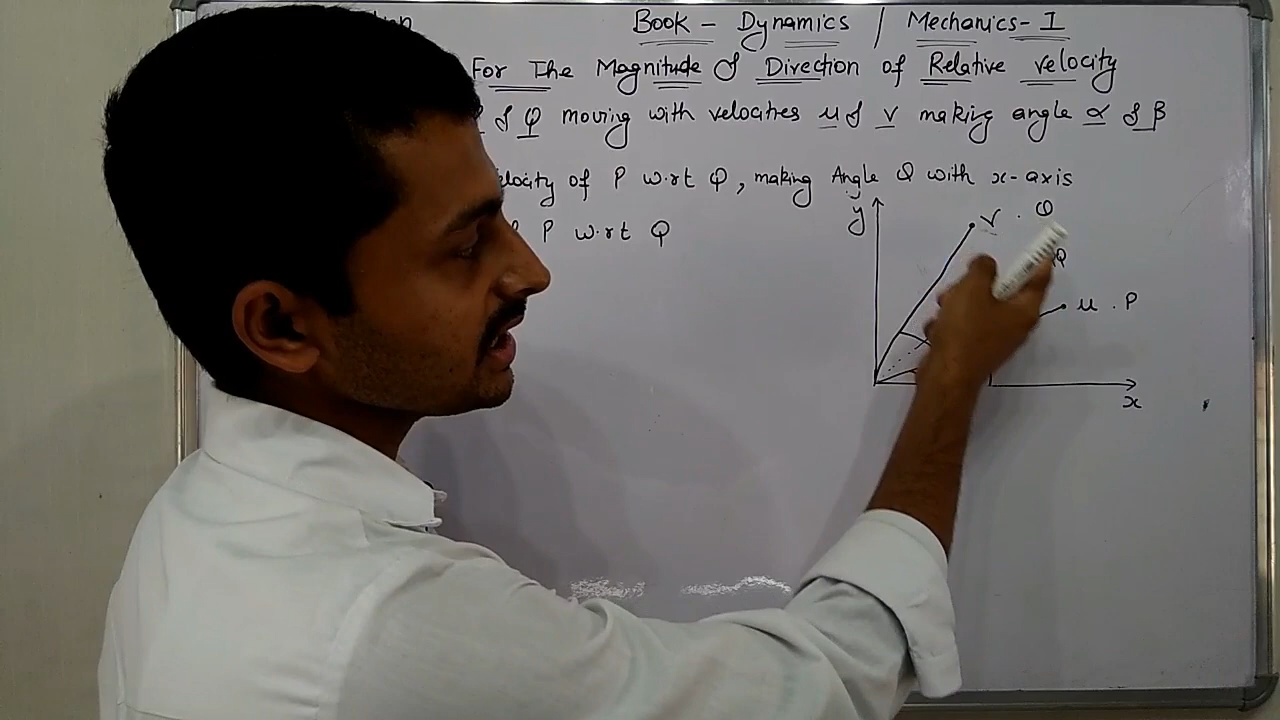 Book - Dynamics / Mechanics - I
For The Magnitude & Direction of Relative velocity
& Q moving with velocities u & v making angle α & β
velocity of P w.r.t Q, making Angle θ with x-axis
P w.r.t Q
y
v . Q
u . P
x